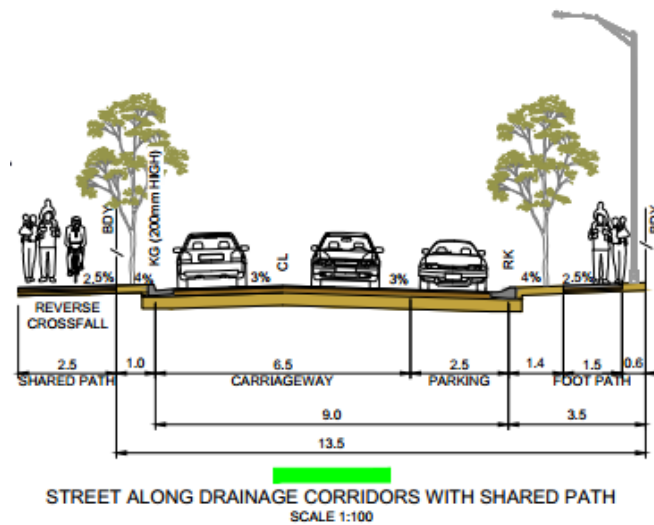 BDY
KG (200mm HIGH)
CL
RK
BDY
2.5%
4%
3%
3%
4%
2.5%
REVERSE
CROSSFALL
2.5
1.0
6.5
2.5
1.4
1.5
0.6
SHARED PATH
CARRIAGEWAY
PARKING
FOOT PATH
9.0
3.5
13.5
STREET ALONG DRAINAGE CORRIDORS WITH SHARED PATH
SCALE 1:100